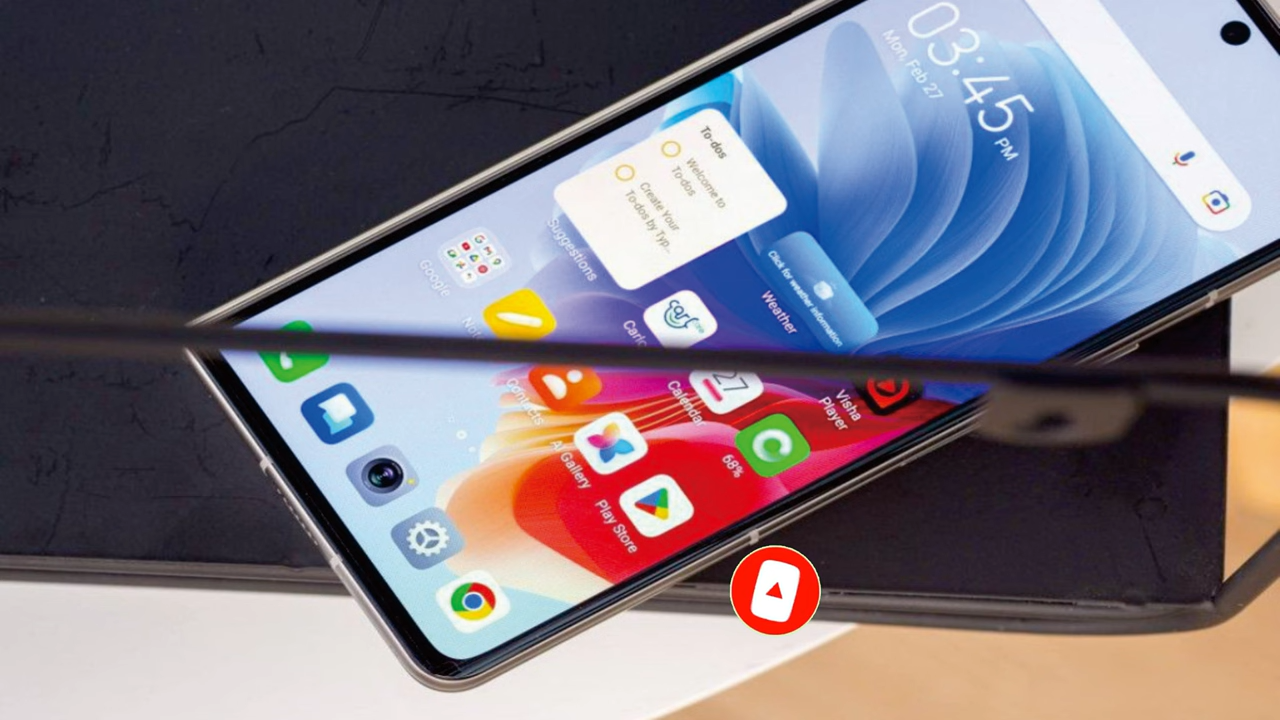 03:45 PM
Mon, Feb 27
To-dos
Welcome to
To-dos
Create Your
To-dos by Typ...
Click for weather information
Weather
Suggestions
Google
27
Calendar
Visha
Player
Contacts
AI Gallery
68%
Play Store